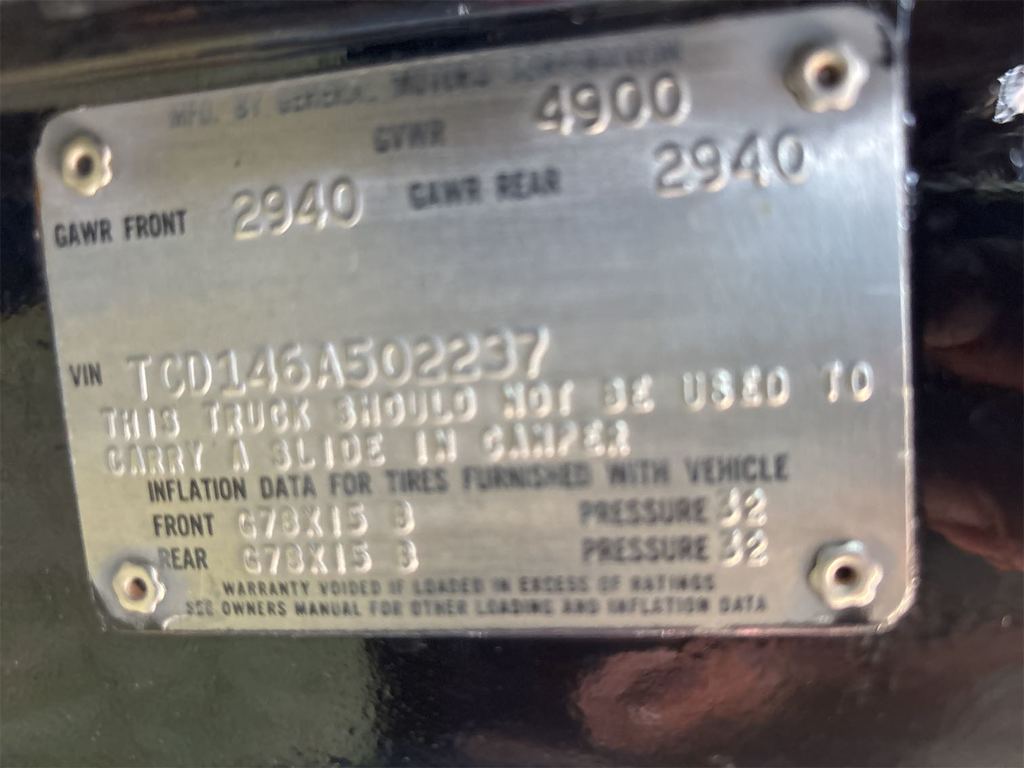 MFD. BY GENERAL MOTORS CORPORATION
GVWR 4900
GAWR FRONT 2940 GAWR REAR 2940
VIN TCD146A502237
THIS TRUCK SHOULD NOT BE USED TO
CARRY A SLIDE IN CAMPER
INFLATION DATA FOR TIRES FURNISHED WITH VEHICLE
FRONT G78X15 B PRESSURE 32
REAR G78X15 B PRESSURE 32
WARRANTY VOIDED IF LOADED IN EXCESS OF RATINGS
SEE OWNERS MANUAL FOR OTHER LOADING AND INFLATION DATA